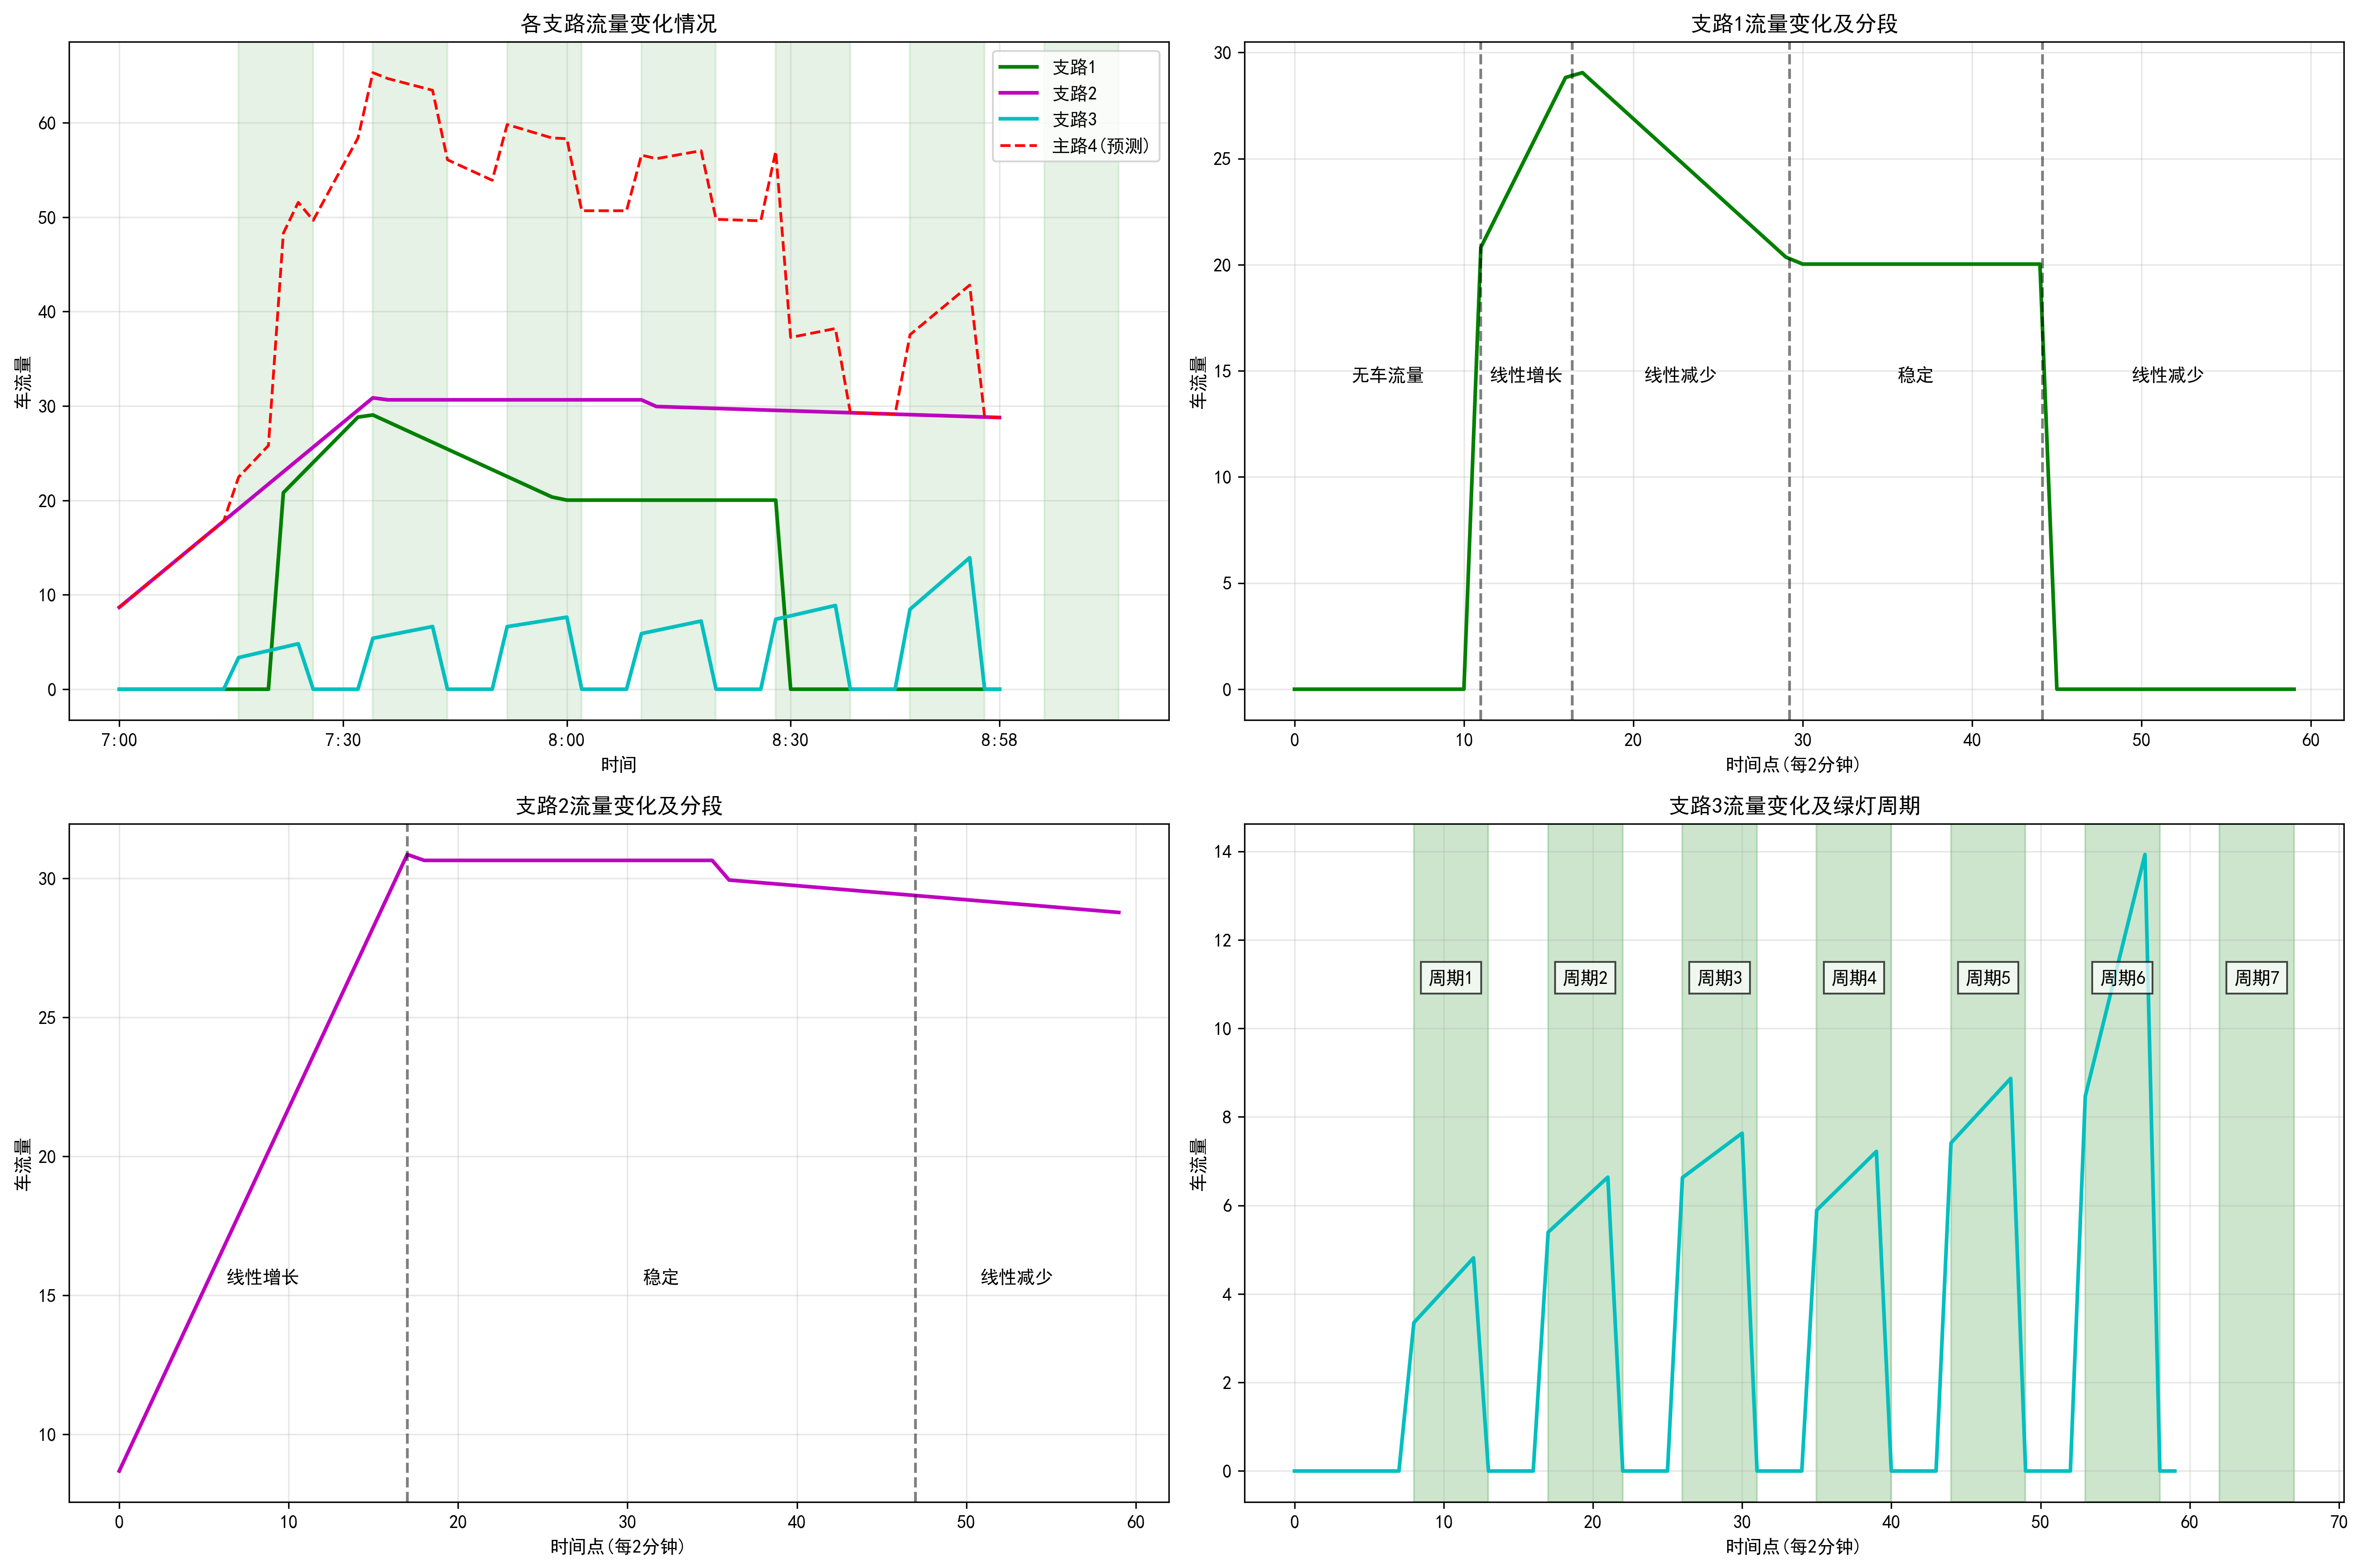 各支路流量变化情况
车流量
60
50
40
30
20
10
0
7:00
7:30
8:00
8:30
8:58
时间
支路1
支路2
支路3
主路4(预测)
支路1流量变化及分段
车流量
30
25
20
15
10
5
0
无车流量
线性增长
线性减少
稳定
线性减少
0
10
20
30
40
50
60
时间点(每2分钟)
支路2流量变化及分段
车流量
30
25
20
15
10
线性增长
稳定
线性减少
0
10
20
30
40
50
60
时间点(每2分钟)
支路3流量变化及绿灯周期
车流量
14
12
10
8
6
4
2
0
周期1
周期2
周期3
周期4
周期5
周期6
周期7
0
10
20
30
40
50
60
70
时间点(每2分钟)